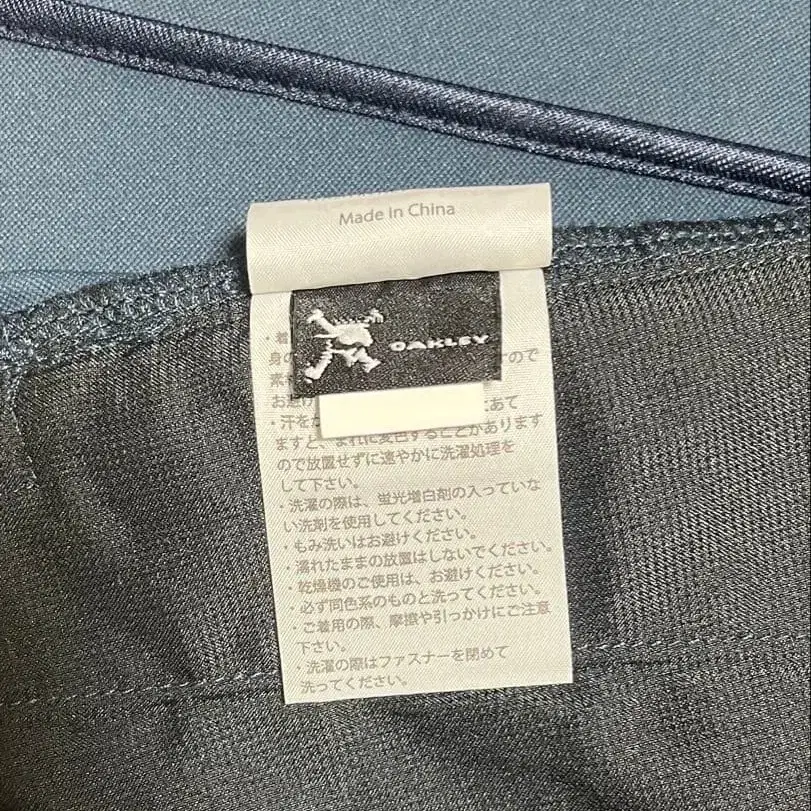 Made in China
OAKLEY
・着
身の
ので
素
お避け
・汗を
あて
ますと、まれに変色することがあります
ので放置せずに速やかに洗濯処理を
して下さい。
・洗濯の際は、蛍光増白剤の入っていな
い洗剤を使用してください。
・もみ洗いはお避けください。
・濡れたままの放置はしないでください。
・乾燥機のご使用は、お避けください。
・必ず同色系のものと洗ってください。
・ご着用の際、摩擦や引っかけにご注意
下さい。
・洗濯の際はファスナーを閉めて
洗ってください。